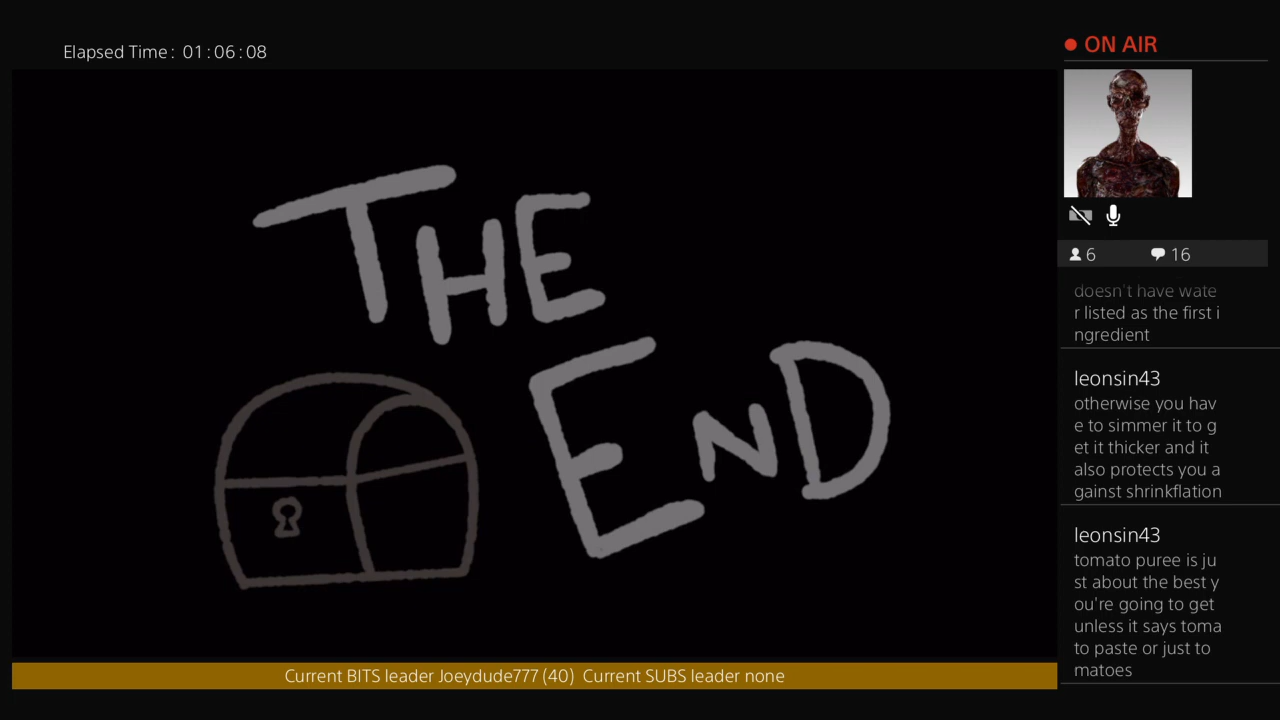 Elapsed Time: 01:06:08
ON AIR
THE
END
6 16
doesn't have wate
r listed as the first i
ngredient
leonsin43
otherwise you hav
e to simmer it to g
et it thicker and it
also protects you a
gainst shrinkflation
leonsin43
tomato puree is ju
st about the best y
ou're going to get
unless it says toma
to paste or just to
matoes
Current BITS leader Joeydude777 (40) Current SUBS leader none